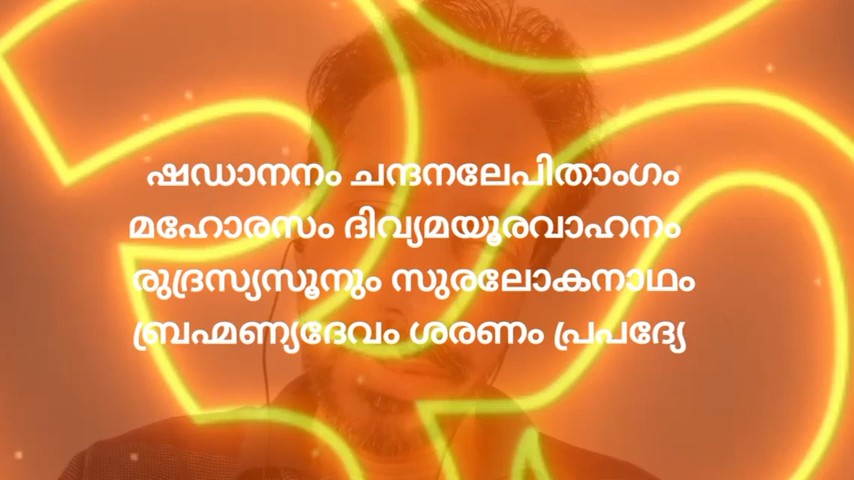 ഷഡാനനം ചന്ദനലേപിതാംഗം
മഹോരസം ദിവ്യമയൂരവാഹനം
രുദ്രസ്യസൂനും സുരലോകനാഥം
ബ്രഹ്മണ്യദേവം ശരണം പ്രപദ്യേ